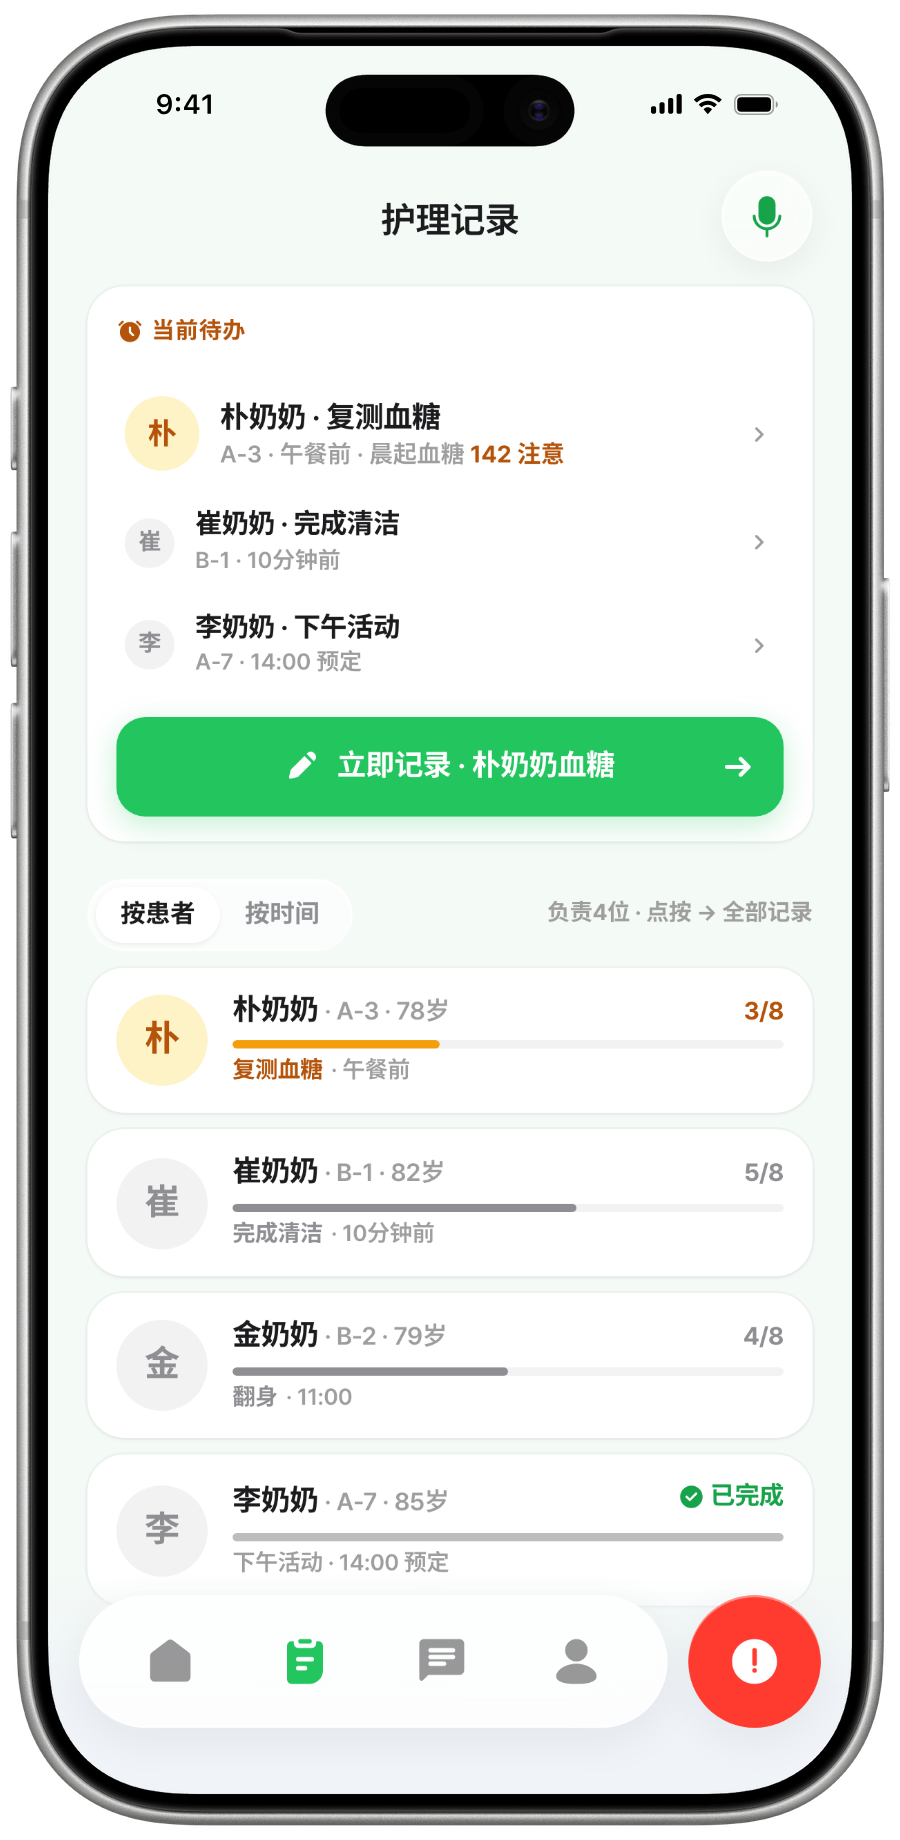 9:41
护理记录
当前待办
朴
朴奶奶 · 复测血糖
A-3 · 午餐前 · 晨起血糖 142 注意
崔
崔奶奶 · 完成清洁
B-1 · 10分钟前
李
李奶奶 · 下午活动
A-7 · 14:00 预定
立即记录 · 朴奶奶血糖 →
按患者 按时间 负责4位 · 点按 → 全部记录
朴
朴奶奶 · A-3 · 78岁 3/8
复测血糖 · 午餐前
崔
崔奶奶 · B-1 · 82岁 5/8
完成清洁 · 10分钟前
金
金奶奶 · B-2 · 79岁 4/8
翻身 · 11:00
李
李奶奶 · A-7 · 85岁 已完成
下午活动 · 14:00 预定